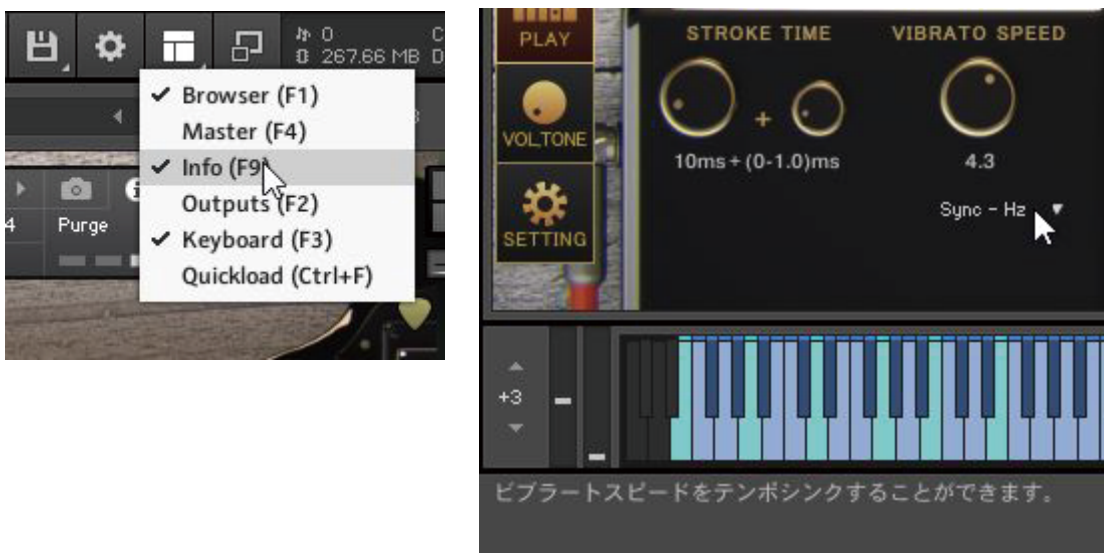 0
267.66 MB
Browser (F1)
Master (F4)
Info (F9)
Outputs (F2)
Keyboard (F3)
Quickload (Ctrl+F)
4
Purge
PLAY
VOL,TONE
SETTING
STROKE TIME
VIBRATO SPEED
+
10ms+(0-1.0)ms
4.3
Sync - Hz
+3
ビブラートスピードをテンポシンクすることができます。